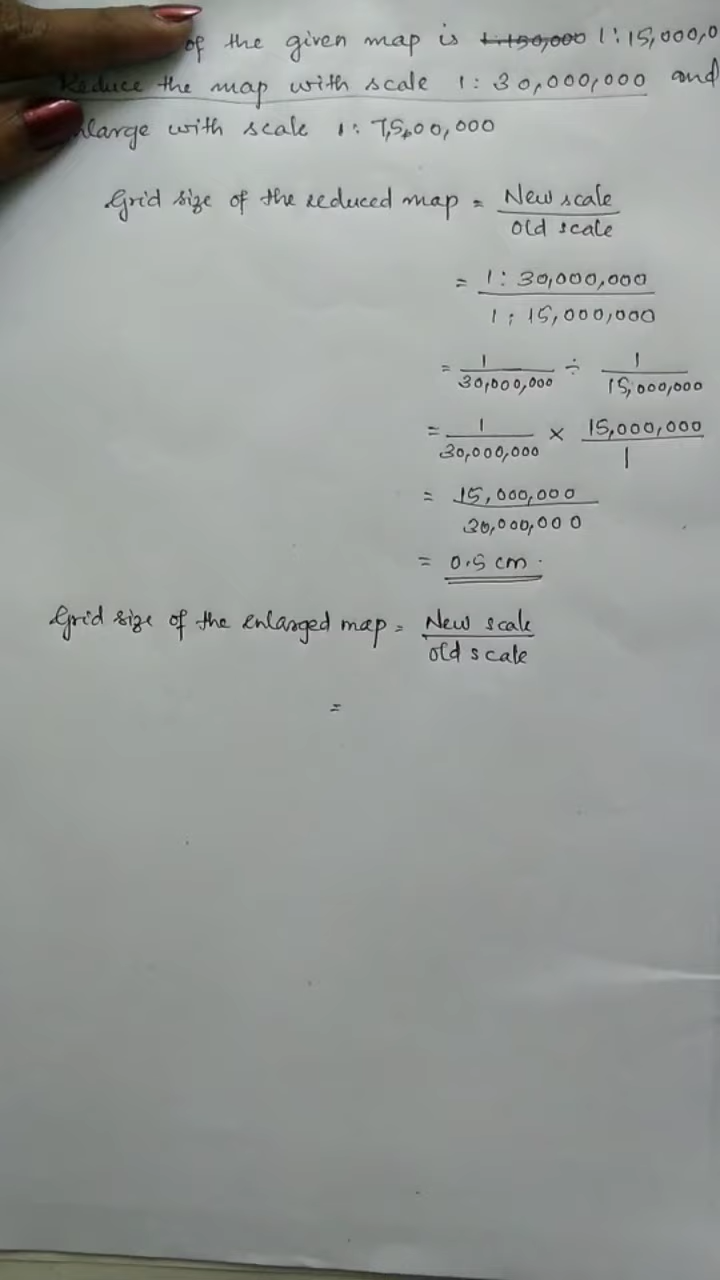 of the given map is 1:150,000 1:15,000,0
Reduce the map with scale 1:30,000,000 and
nlarge with scale 1:7,5,00,000
Grid size of the reduced map = New scale
old scale
= 1:30,000,000
1:15,000,000
= 1/30,000,000 ÷ 1/15,000,000
= 1/30,000,000 × 15,000,000/1
= 15,000,000
30,000,000
= 0.5 cm.
Grid size of the enlarged map = New scale
old scale
=